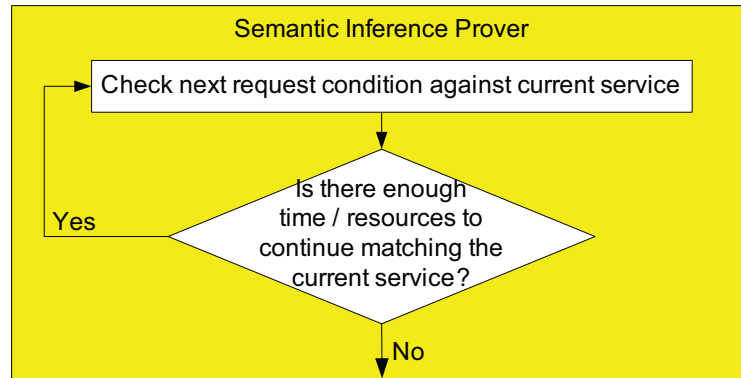 Semantic Inference Prover
Check next request condition against current service
Is there enough
time / resources to
continue matching the
current service?
Yes
No